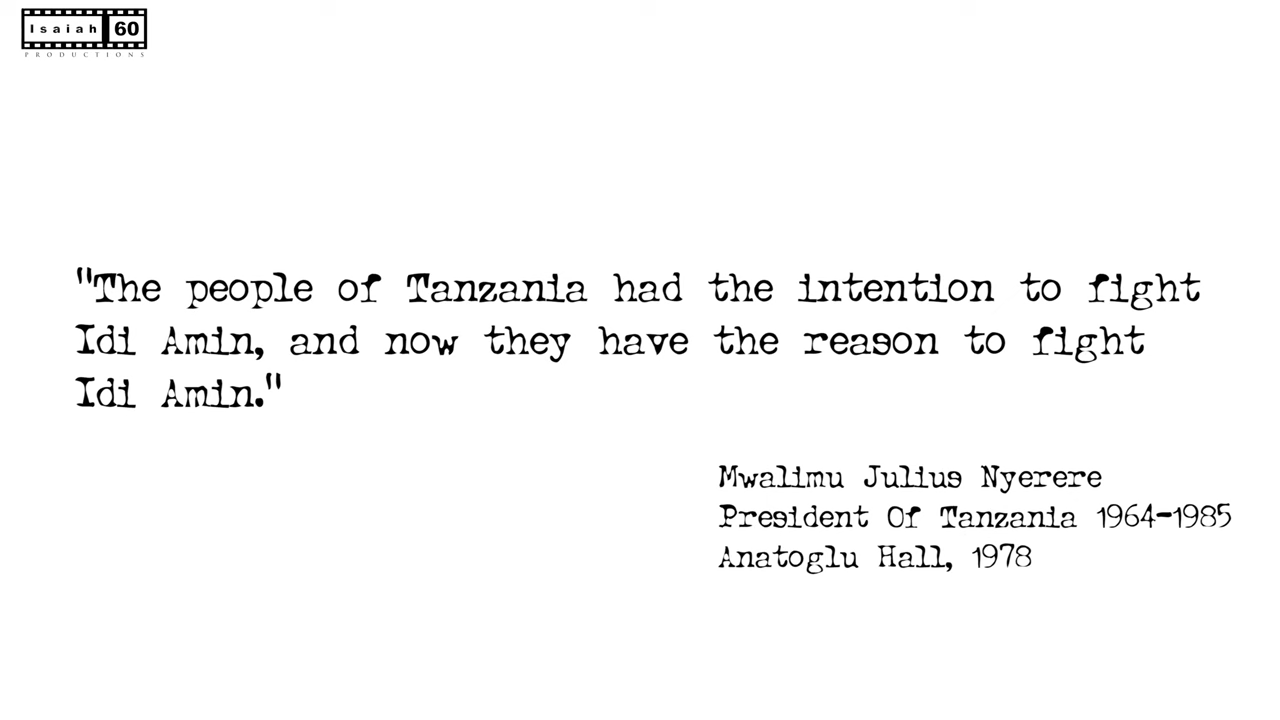 Isaiah 60
PRODUCTIONS
"The people of Tanzania had the intention to fight
Idi Amin, and now they have the reason to fight
Idi Amin."
Mwalimu Julius Nyerere
President Of Tanzania 1964-1985
Anatoglu Hall, 1978